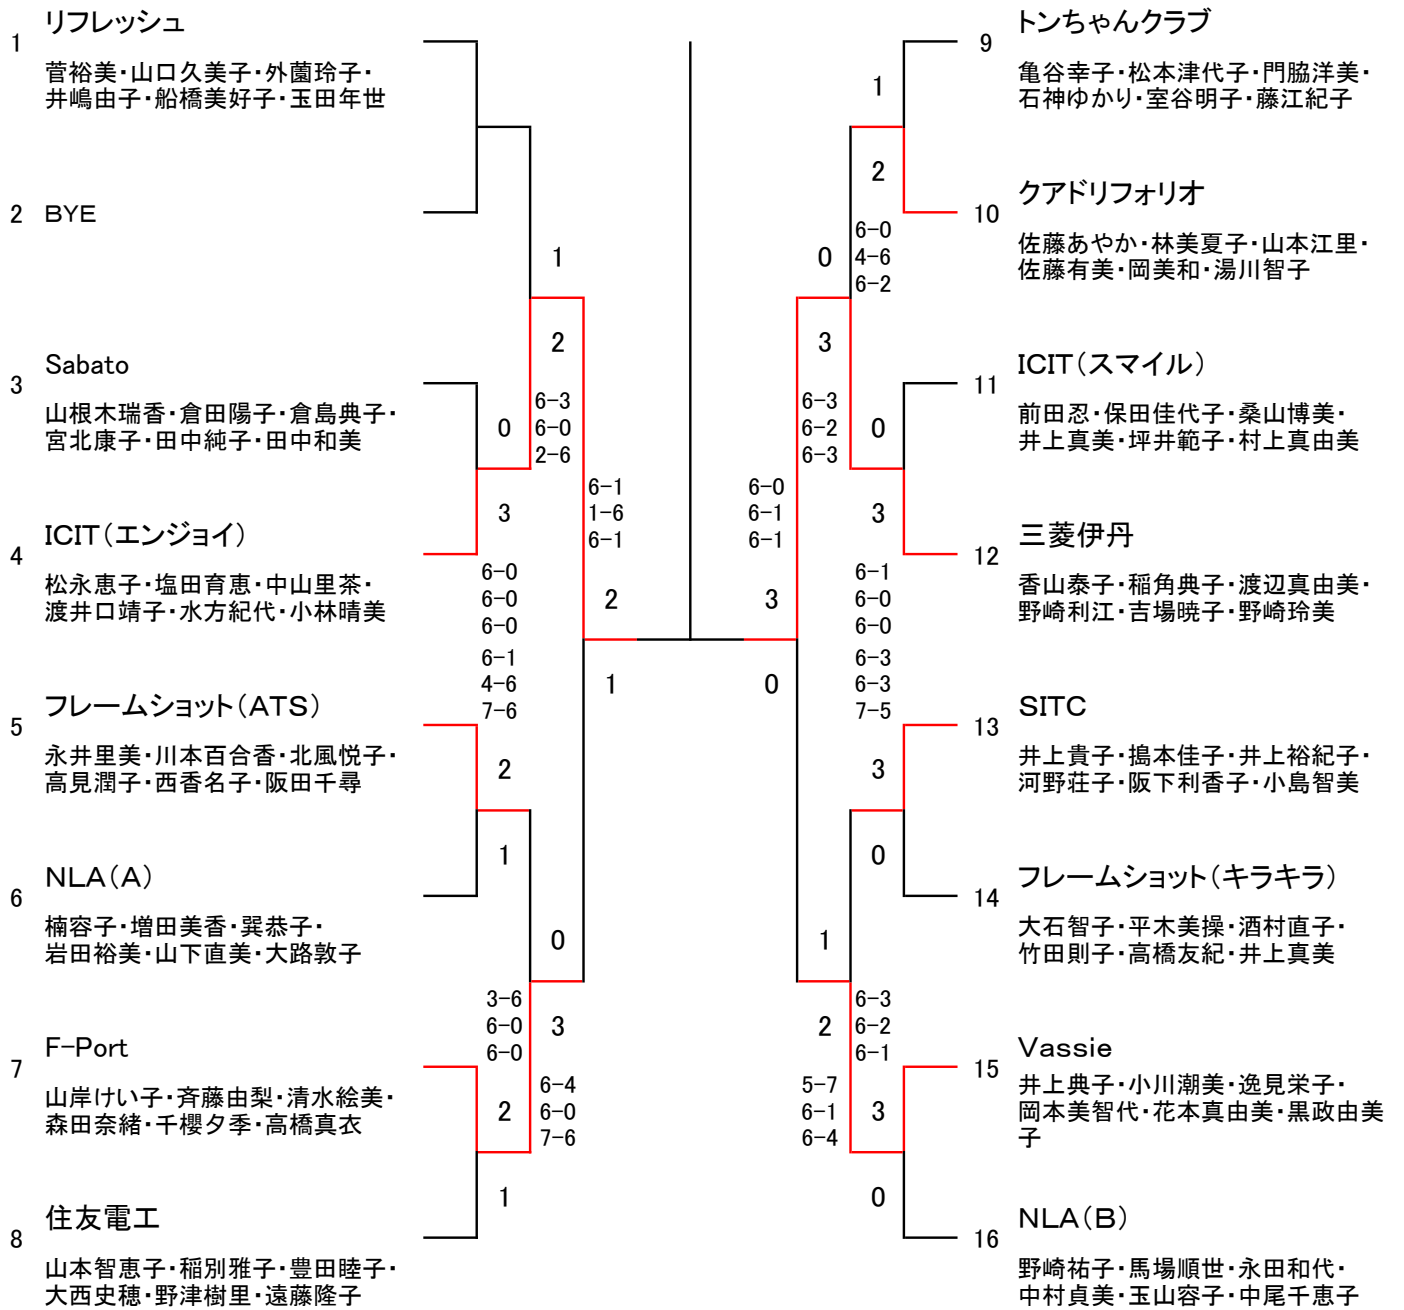 1
リフレッシュ
菅裕美・山口久美子・外薗玲子・
井嶋由子・船橋美好子・玉田年世
2
BYE
3
Sabato
山根木瑞香・倉田陽子・倉島典子・
宮北康子・田中純子・田中和美
4
ICIT（エンジョイ）
松永恵子・塩田育恵・中山里茶・
渡井口靖子・水方紀代・小林晴美
5
フレームショット（ATS）
永井里美・川本百合香・北風悦子・
高見潤子・西香名子・阪田千尋
6
NLA（A）
楠容子・増田美香・巽恭子・
岩田裕美・山下直美・大路敦子
7
F-Port
山岸けい子・斉藤由梨・清水絵美・
森田奈緒・千櫻夕季・高橋真衣
8
住友電工
山本智恵子・稲別雅子・豊田睦子・
大西史穂・野津樹里・遠藤隆子
0
3
6-0
6-0
6-0
6-1
4-6
7-6
2
1
3-6
6-0
6-0
2
1
1
2
6-3
6-0
2-6
0
3
6-4
6-0
7-6
6-1
1-6
6-1
2
1
6-0
6-1
6-1
3
0
0
3
6-3
6-2
6-3
1
2
5-7
6-1
6-4
1
2
6-0
4-6
6-2
0
3
6-1
6-0
6-0
6-3
6-3
7-5
3
0
6-3
6-2
6-1
3
0
9
トンちゃんクラブ
亀谷幸子・松本津代子・門脇洋美・
石神ゆかり・室谷明子・藤江紀子
10
クアドリフォリオ
佐藤あやか・林美夏子・山本江里・
佐藤有美・岡美和・湯川智子
11
ICIT（スマイル）
前田忍・保田佳代子・桑山博美・
井上真美・坪井範子・村上真由美
12
三菱伊丹
香山泰子・稲角典子・渡辺真由美・
野崎利江・吉場暁子・野崎玲美
13
SITC
井上貴子・搗本佳子・井上裕紀子・
河野荘子・阪下利香子・小島智美
14
フレームショット（キラキラ）
大石智子・平木美操・酒村直子・
竹田則子・高橋友紀・井上真美
15
Vassie
井上典子・小川潮美・逸見栄子・
岡本美智代・花本真由美・黒政由美
子
16
NLA（B）
野崎祐子・馬場順世・永田和代・
中村貞美・玉山容子・中尾千恵子